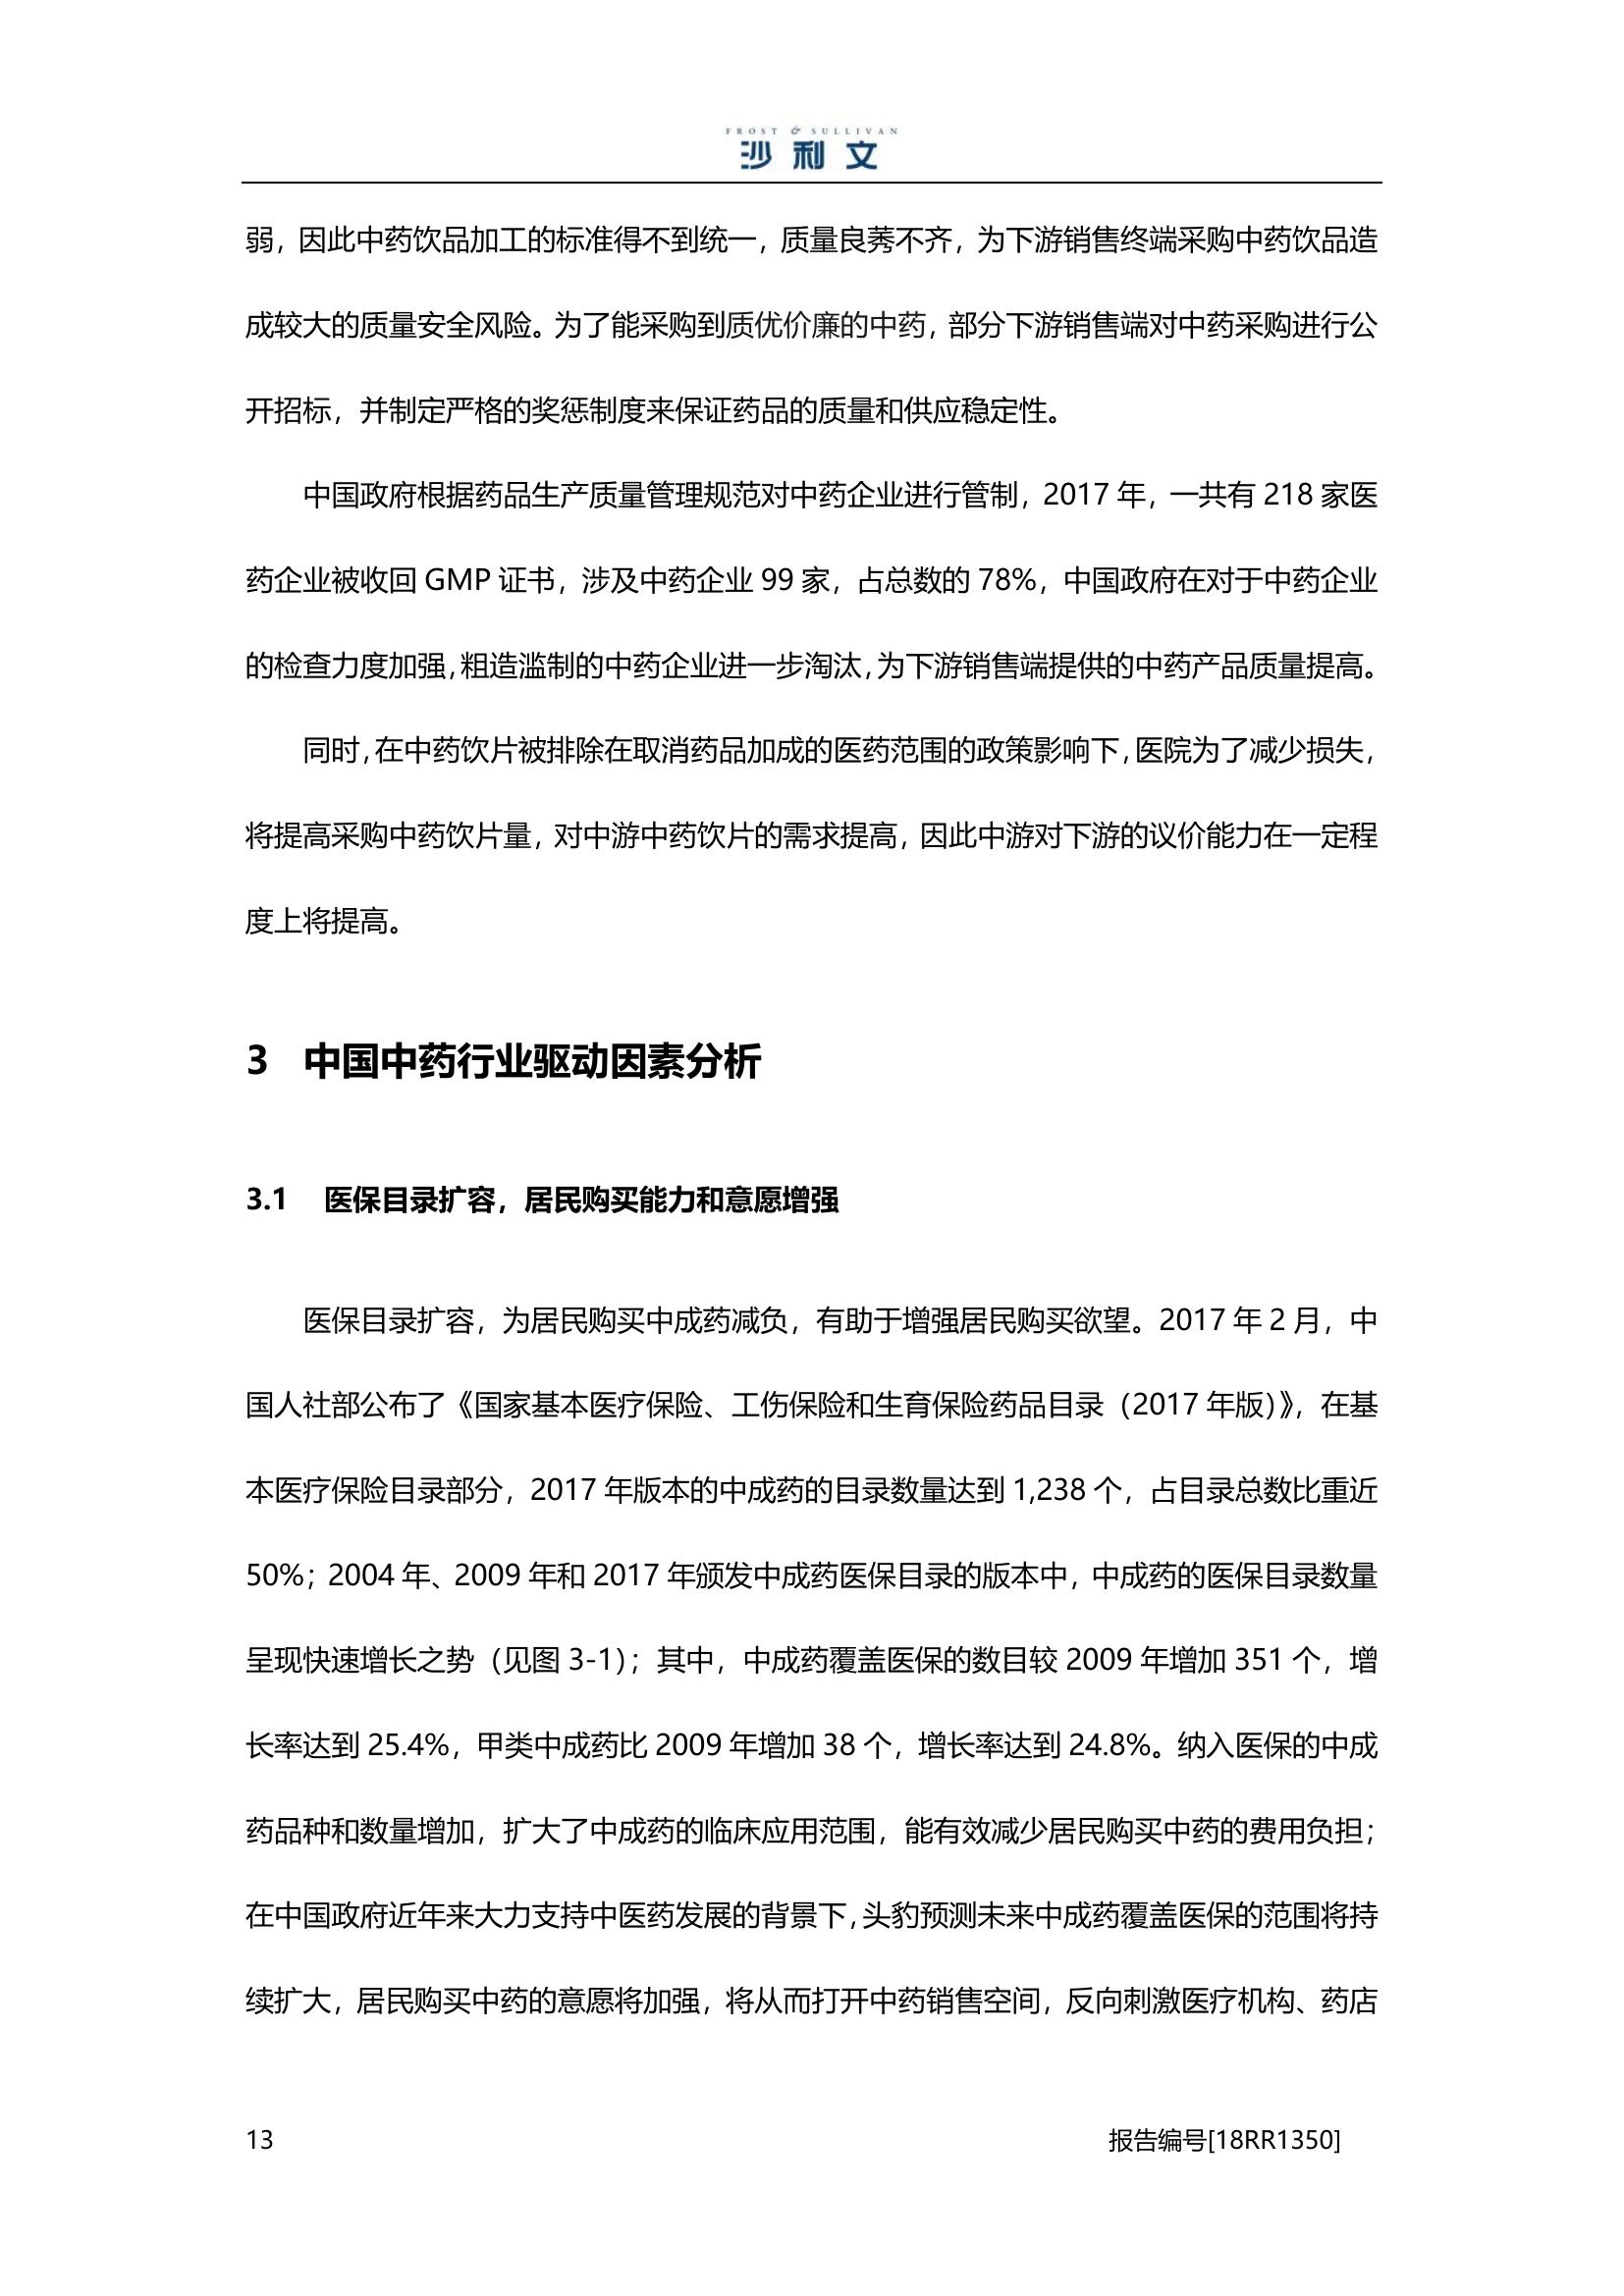 FROST & SULLIVAN
沙利文
弱，因此中药饮品加工的标准得不到统一，质量良莠不齐，为下游销售终端采购中药饮品造
成较大的质量安全风险。为了能采购到质优价廉的中药，部分下游销售端对中药采购进行公
开招标，并制定严格的奖惩制度来保证药品的质量和供应稳定性。
中国政府根据药品生产质量管理规范对中药企业进行管制，2017 年，一共有 218 家医
药企业被收回 GMP 证书，涉及中药企业 99 家，占总数的 78%，中国政府在对于中药企业
的检查力度加强，粗造滥制的中药企业进一步淘汰，为下游销售端提供的中药产品质量提高。
同时，在中药饮片被排除在取消药品加成的医药范围的政策影响下，医院为了减少损失，
将提高采购中药饮片量，对中游中药饮片的需求提高，因此中游对下游的议价能力在一定程
度上将提高。
3 中国中药行业驱动因素分析
3.1 医保目录扩容，居民购买能力和意愿增强
医保目录扩容，为居民购买中成药减负，有助于增强居民购买欲望。2017 年 2 月，中
国人社部公布了《国家基本医疗保险、工伤保险和生育保险药品目录（2017 年版）》，在基
本医疗保险目录部分，2017 年版本的中成药的目录数量达到 1,238 个，占目录总数比重近
50%；2004 年、2009 年和 2017 年颁发中成药医保目录的版本中，中成药的医保目录数量
呈现快速增长之势（见图 3-1）；其中，中成药覆盖医保的数目较 2009 年增加 351 个，增
长率达到 25.4%，甲类中成药比 2009 年增加 38 个，增长率达到 24.8%。纳入医保的中成
药品种和数量增加，扩大了中成药的临床应用范围，能有效减少居民购买中药的费用负担；
在中国政府近年来大力支持中医药发展的背景下，头豹预测未来中成药覆盖医保的范围将持
续扩大，居民购买中药的意愿将加强，将从而打开中药销售空间，反向刺激医疗机构、药店
13 报告编号[18RR1350]